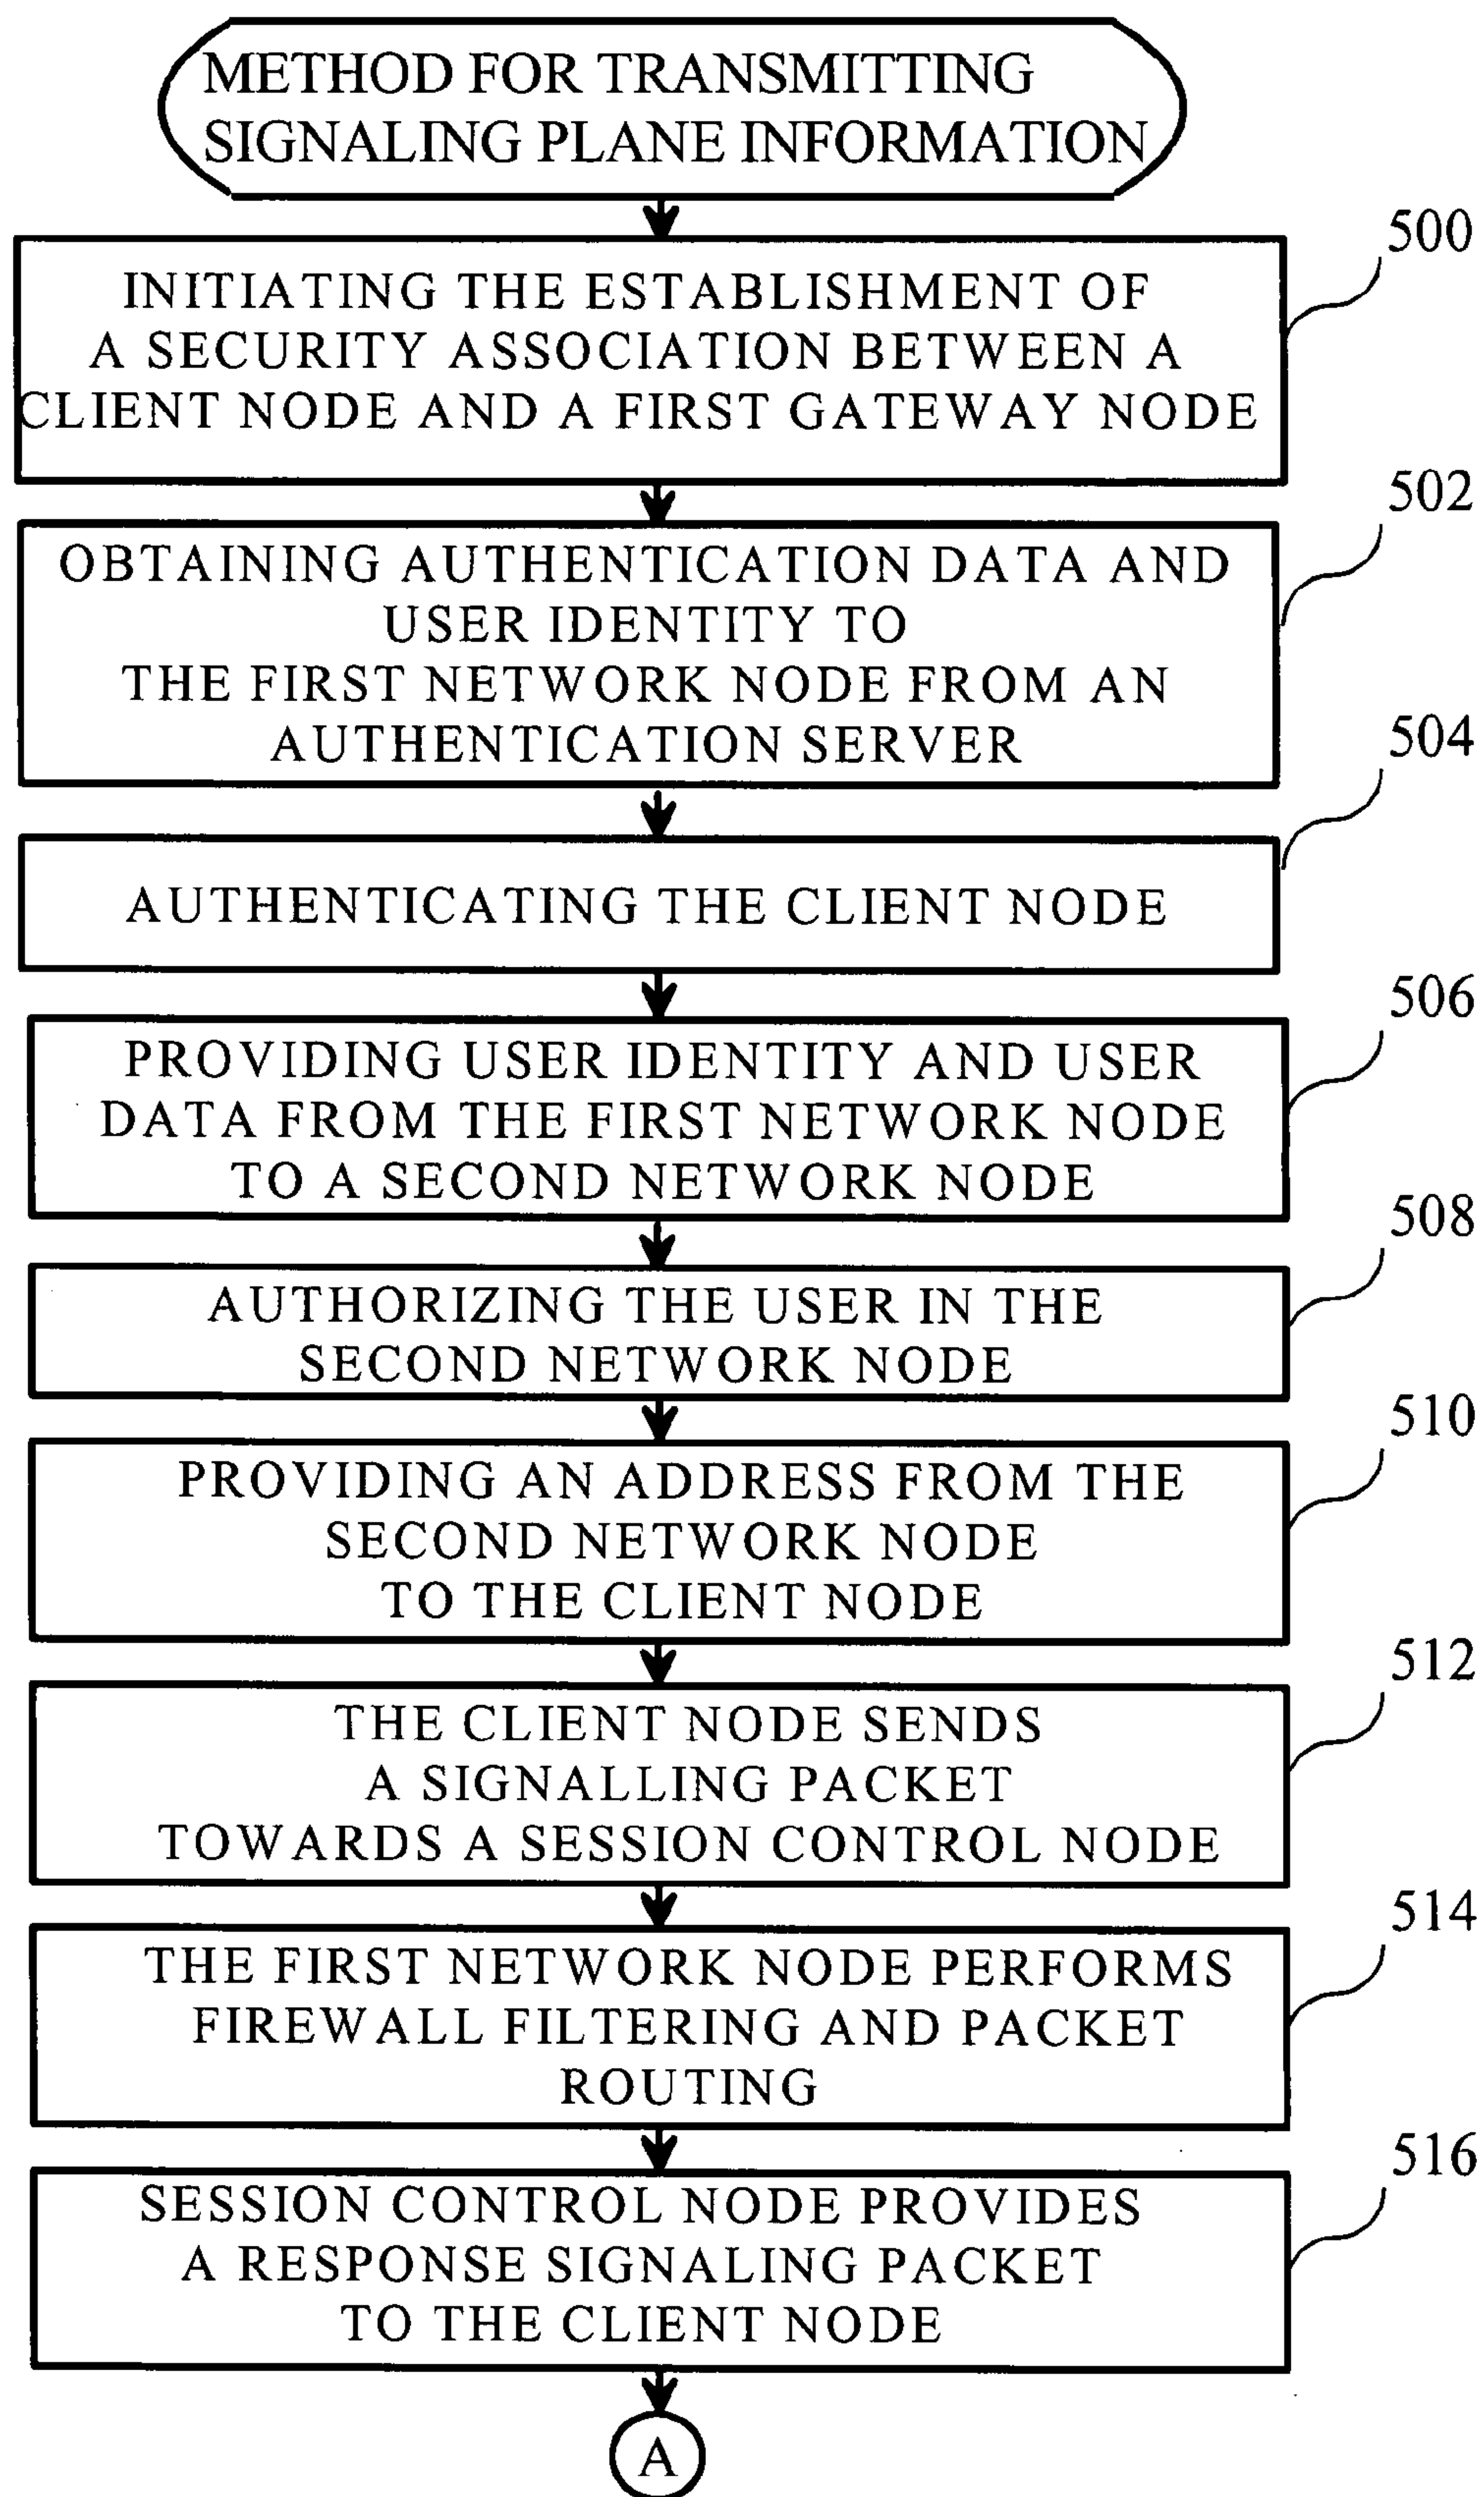 METHOD FOR TRANSMITTING
SIGNALING PLANE INFORMATION
500
INITIATING THE ESTABLISHMENT OF
A SECURITY ASSOCIATION BETWEEN A
CLIENT NODE AND A FIRST GATEWAY NODE
502
OBTAINING AUTHENTICATION DATA AND
USER IDENTITY TO
THE FIRST NETWORK NODE FROM AN
AUTHENTICATION SERVER
504
AUTHENTICATING THE CLIENT NODE
506
PROVIDING USER IDENTITY AND USER
DATA FROM THE FIRST NETWORK NODE
TO A SECOND NETWORK NODE
508
AUTHORIZING THE USER IN THE
SECOND NETWORK NODE
510
PROVIDING AN ADDRESS FROM THE
SECOND NETWORK NODE
TO THE CLIENT NODE
512
THE CLIENT NODE SENDS
A SIGNALLING PACKET
TOWARDS A SESSION CONTROL NODE
514
THE FIRST NETWORK NODE PERFORMS
FIREWALL FILTERING AND PACKET
ROUTING
516
SESSION CONTROL NODE PROVIDES
A RESPONSE SIGNALING PACKET
TO THE CLIENT NODE
A